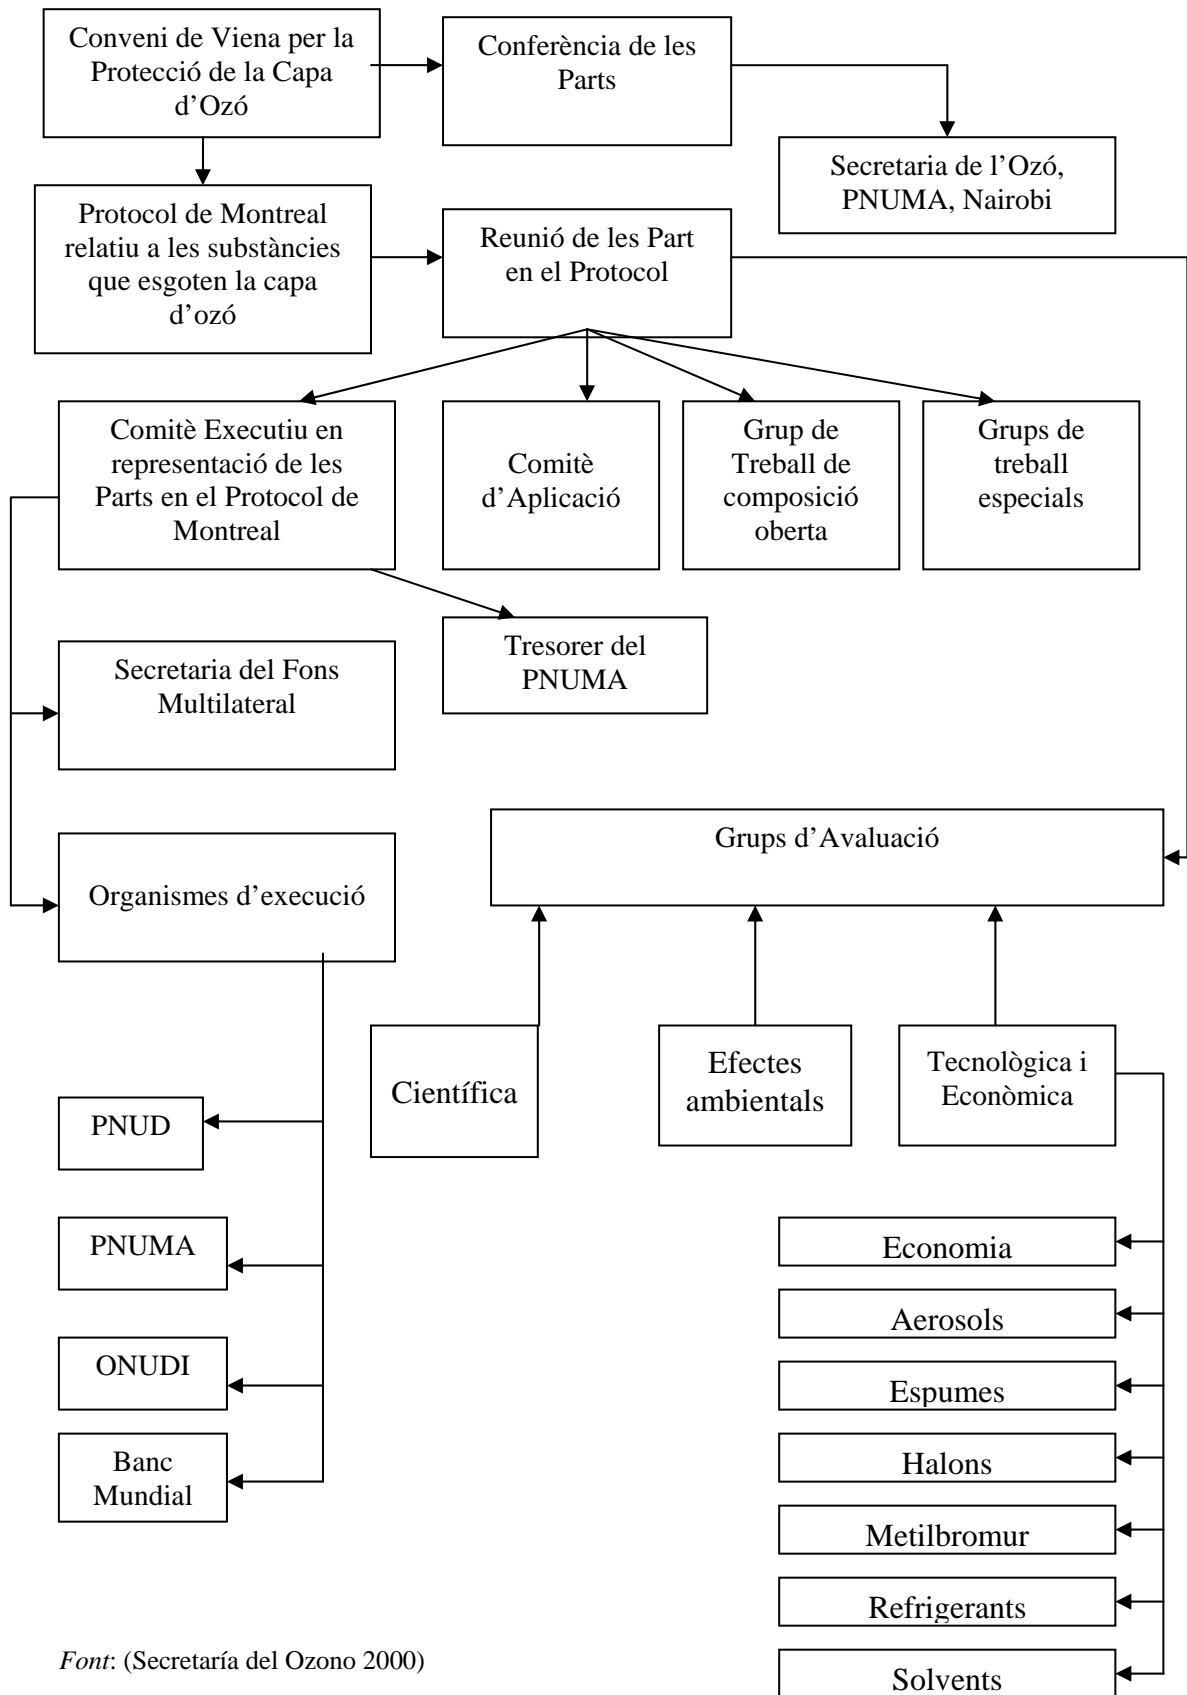 Conveni de Viena per la
Protecció de la Capa
d’Ozó
Conferència de les
Parts
Secretaria de l’Ozó,
PNUMA, Nairobi
Protocol de Montreal
relatiu a les substàncies
que esgoten la capa
d’ozó
Reunió de les Part
en el Protocol
Comitè Executiu en
representació de les
Parts en el Protocol de
Montreal
Comitè
d’Aplicació
Grup de
Treball de
composició
oberta
Grups de
treball
especials
Tresorer del
PNUMA
Secretaria del Fons
Multilateral
Grups d’Avaluació
Organismes d’execució
Científica
Efectes
ambientals
Tecnològica i
Econòmica
PNUD
PNUMA
ONUDI
Banc
Mundial
Economia
Aerosols
Espumes
Halons
Metilbromur
Refrigerants
Solvents
Font: (Secretaría del Ozono 2000)